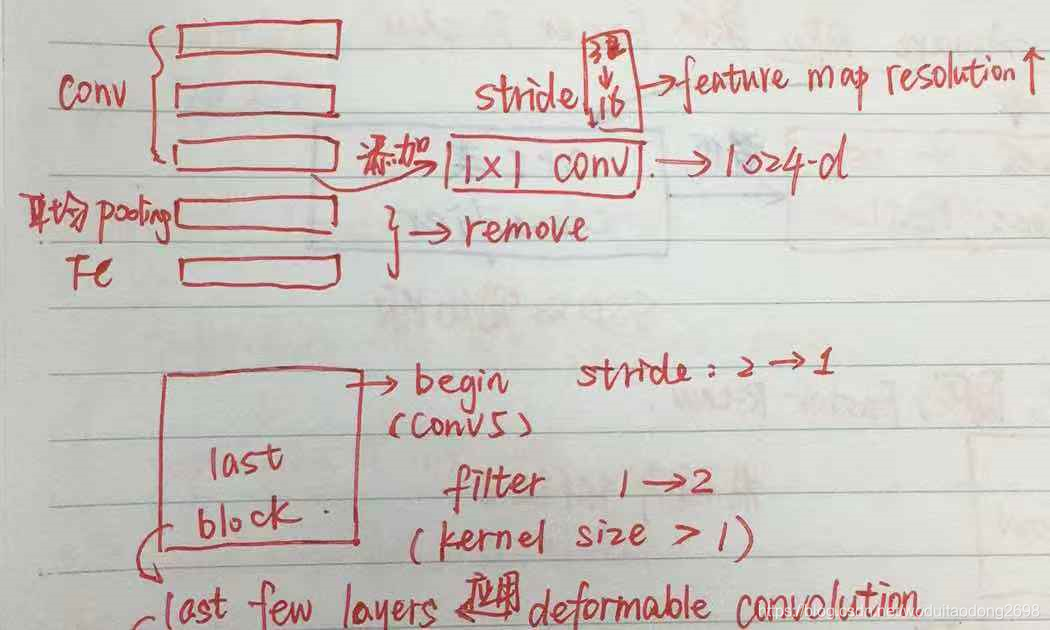 conv
stride 32 → 16 → feature map resolution ↑
添加 1X1 conv → 1024-d
平均 pooling
} → remove
FC
→ begin stride : 2 → 1
(conv5)
last
block
filter 1 → 2
(kernel size > 1)
last few layers ← 应用 deformable convolution
https://blog.csdn.net/woduitaodong2698